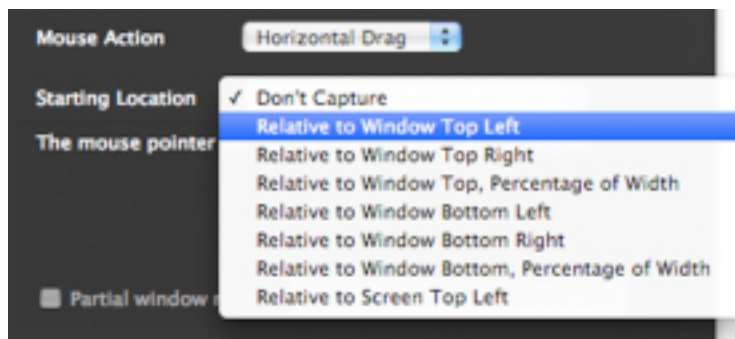 Mouse Action Horizontal Drag
Starting Location ✓ Don't Capture
Relative to Window Top Left
The mouse pointer
Relative to Window Top Right
Relative to Window Top, Percentage of Width
Relative to Window Bottom Left
Relative to Window Bottom Right
Relative to Window Bottom, Percentage of Width
Partial window
Relative to Screen Top Left